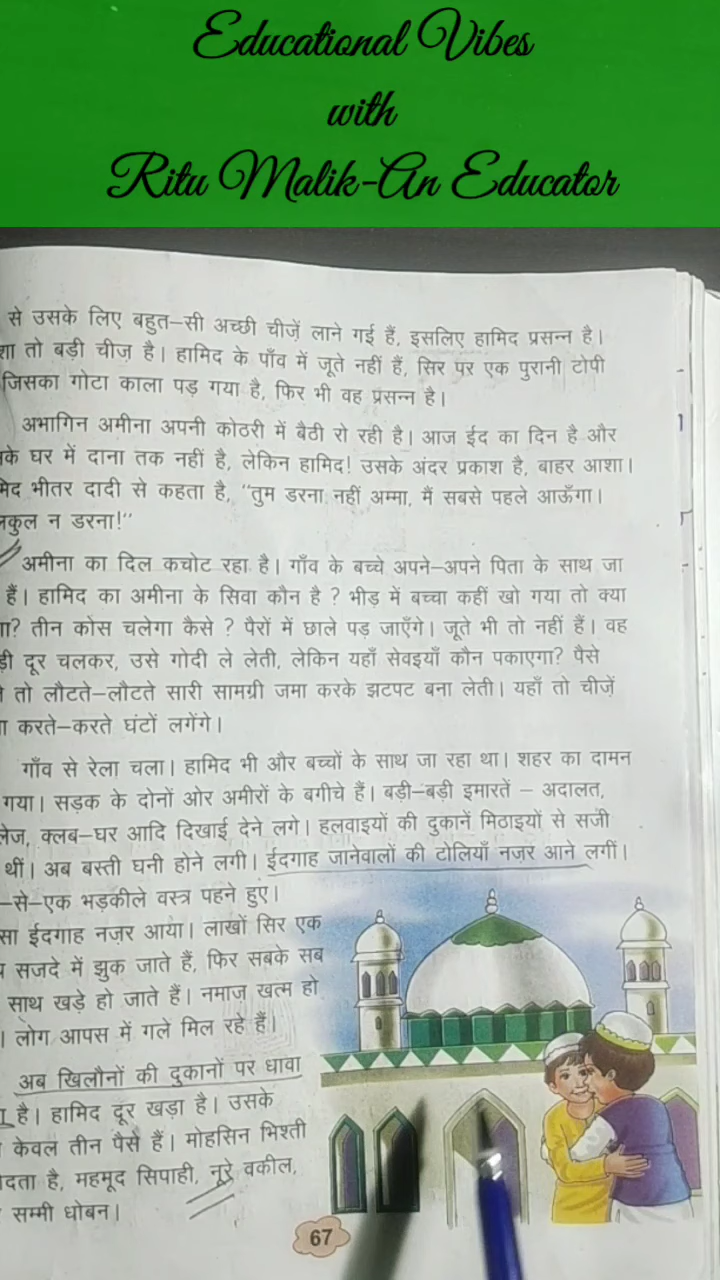 Educational Vibes
with
Ritu Malik-An Educator
से उसके लिए बहुत-सी अच्छी चीज़ें लाने गई हैं, इसलिए हामिद प्रसन्न है।
तो बड़ी चीज़ है। हामिद के पाँव में जूते नहीं हैं, सिर पर एक पुरानी टोपी
जिसका गोटा काला पड़ गया है, फिर भी वह प्रसन्न है।
अभागिन अमीना अपनी कोठरी में बैठी रो रही है। आज ईद का दिन है और
के घर में दाना तक नहीं है, लेकिन हामिद! उसके अंदर प्रकाश है, बाहर आशा।
भीतर दादी से कहता है, “तुम डरना नहीं अम्मा, मैं सबसे पहले आऊँगा।
न डरना!”
अमीना का दिल कचोट रहा है। गाँव के बच्चे अपने-अपने पिता के साथ जा
हैं। हामिद का अमीना के सिवा कौन है ? भीड़ में बच्चा कहीं खो गया तो क्या
तीन कोस चलेगा कैसे ? पैरों में छाले पड़ जाएँगे। जूते भी तो नहीं हैं। वह
दूर चलकर, उसे गोदी ले लेती, लेकिन यहाँ सेवइयाँ कौन पकाएगा? पैसे
तो लौटते-लौटते सारी सामग्री जमा करके झटपट बना लेती। यहाँ तो चीज़ें
करते-करते घंटों लगेंगे।
गाँव से रेला चला। हामिद भी और बच्चों के साथ जा रहा था। शहर का दामन
गया। सड़क के दोनों ओर अमीरों के बगीचे हैं। बड़ी-बड़ी इमारतें – अदालत,
क्लब-घर आदि दिखाई देने लगे। हलवाइयों की दुकानें मिठाइयों से सजी
थीं। अब बस्ती घनी होने लगी। ईदगाह जानेवालों की टोलियाँ नज़र आने लगीं।
-से-एक भड़कीले वस्त्र पहने हुए।
ईदगाह नज़र आया। लाखों सिर एक
सजदे में झुक जाते हैं, फिर सबके सब
साथ खड़े हो जाते हैं। नमाज़ खत्म हो
लोग आपस में गले मिल रहे हैं।
अब खिलौनों की दुकानों पर धावा
है। हामिद दूर खड़ा है। उसके
केवल तीन पैसे हैं। मोहसिन भिश्ती
महमूद सिपाही, नूरे वकील,
सम्मी धोबन।
67